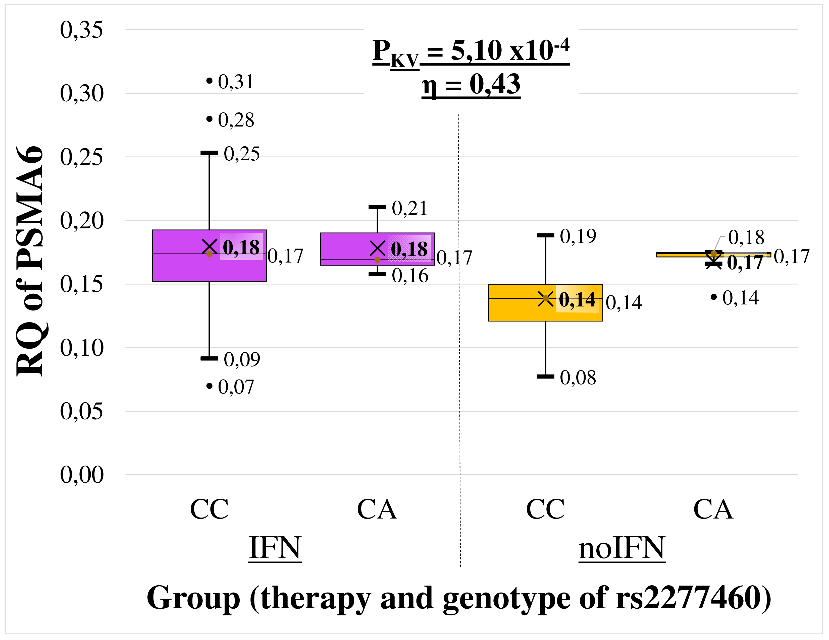 0,35
P_KV = 5,10 x10^-4
η = 0,43
0,30
0,31
0,28
0,25
0,25
0,20
0,21
0,19
0,18
0,18
0,17
0,18
0,17
0,17
0,17
0,15
0,16
0,14
0,14
0,14
0,10
0,09
0,07
0,08
0,05
0,00
RQ of PSMA6
CC
CA
CC
CA
IFN
noIFN
Group (therapy and genotype of rs2277460)